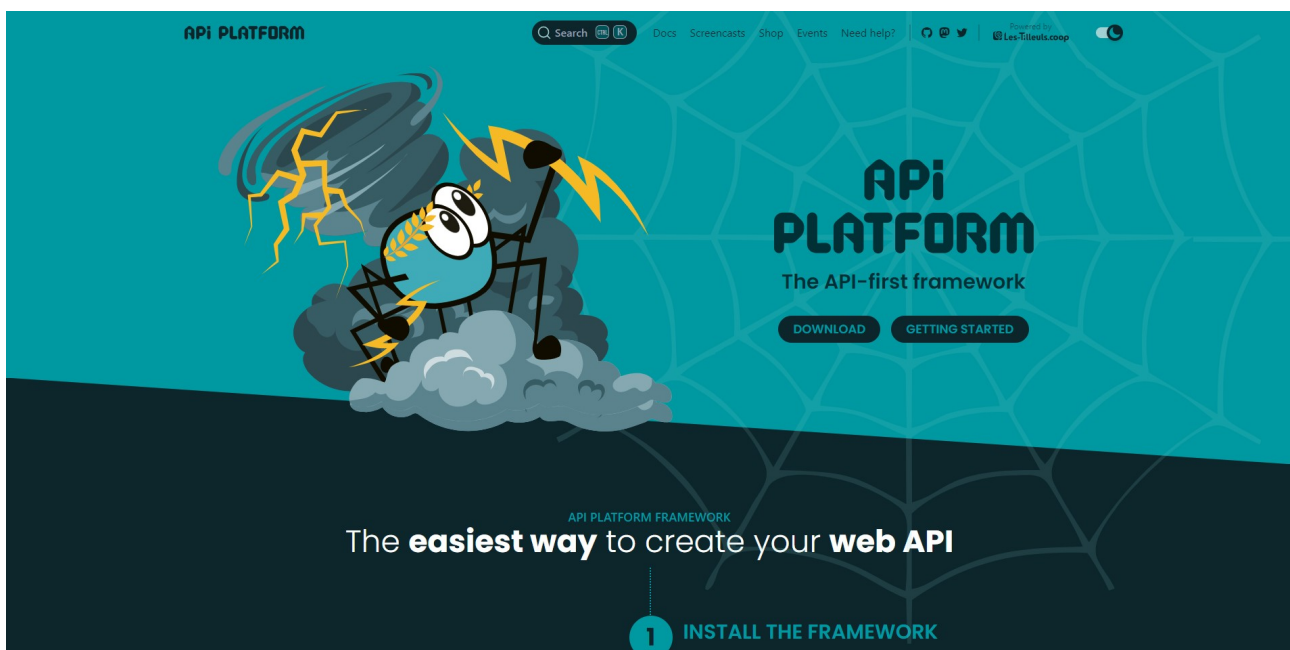 APi PLATFORM
Search CTRL K
Docs Screencasts Shop Events Need help?
Powered by
Les-Tilleuls.coop
APi
PLATFORM
The API-first framework
DOWNLOAD GETTING STARTED
API PLATFORM FRAMEWORK
The easiest way to create your web API
1 INSTALL THE FRAMEWORK